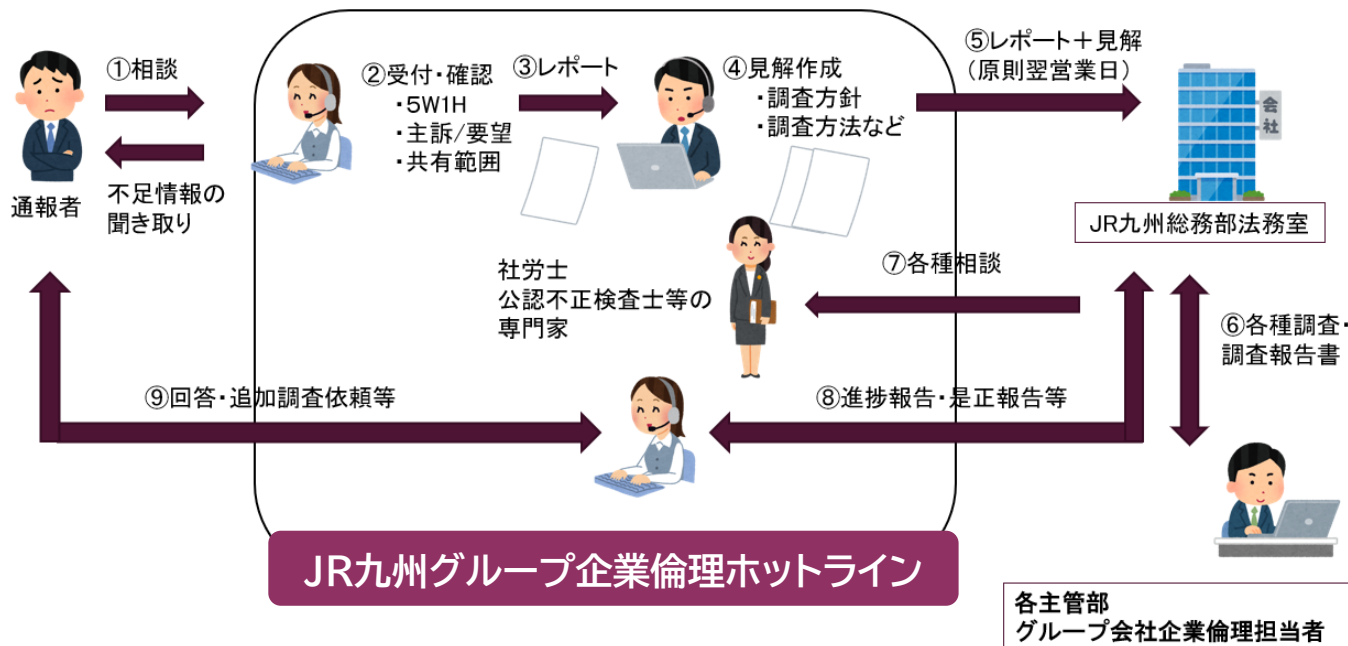 ①相談
通報者
不足情報の
聞き取り
②受付・確認
・5W1H
・主訴/要望
・共有範囲
③レポート
④見解作成
・調査方針
・調査方法など
⑤レポート+見解
(原則翌営業日)
会社
JR九州総務部法務室
社労士
公認不正検査士等の
専門家
⑦各種相談
⑥各種調査・
調査報告書
⑨回答・追加調査依頼等
⑧進捗報告・是正報告等
JR九州グループ企業倫理ホットライン
各主管部
グループ会社企業倫理担当者